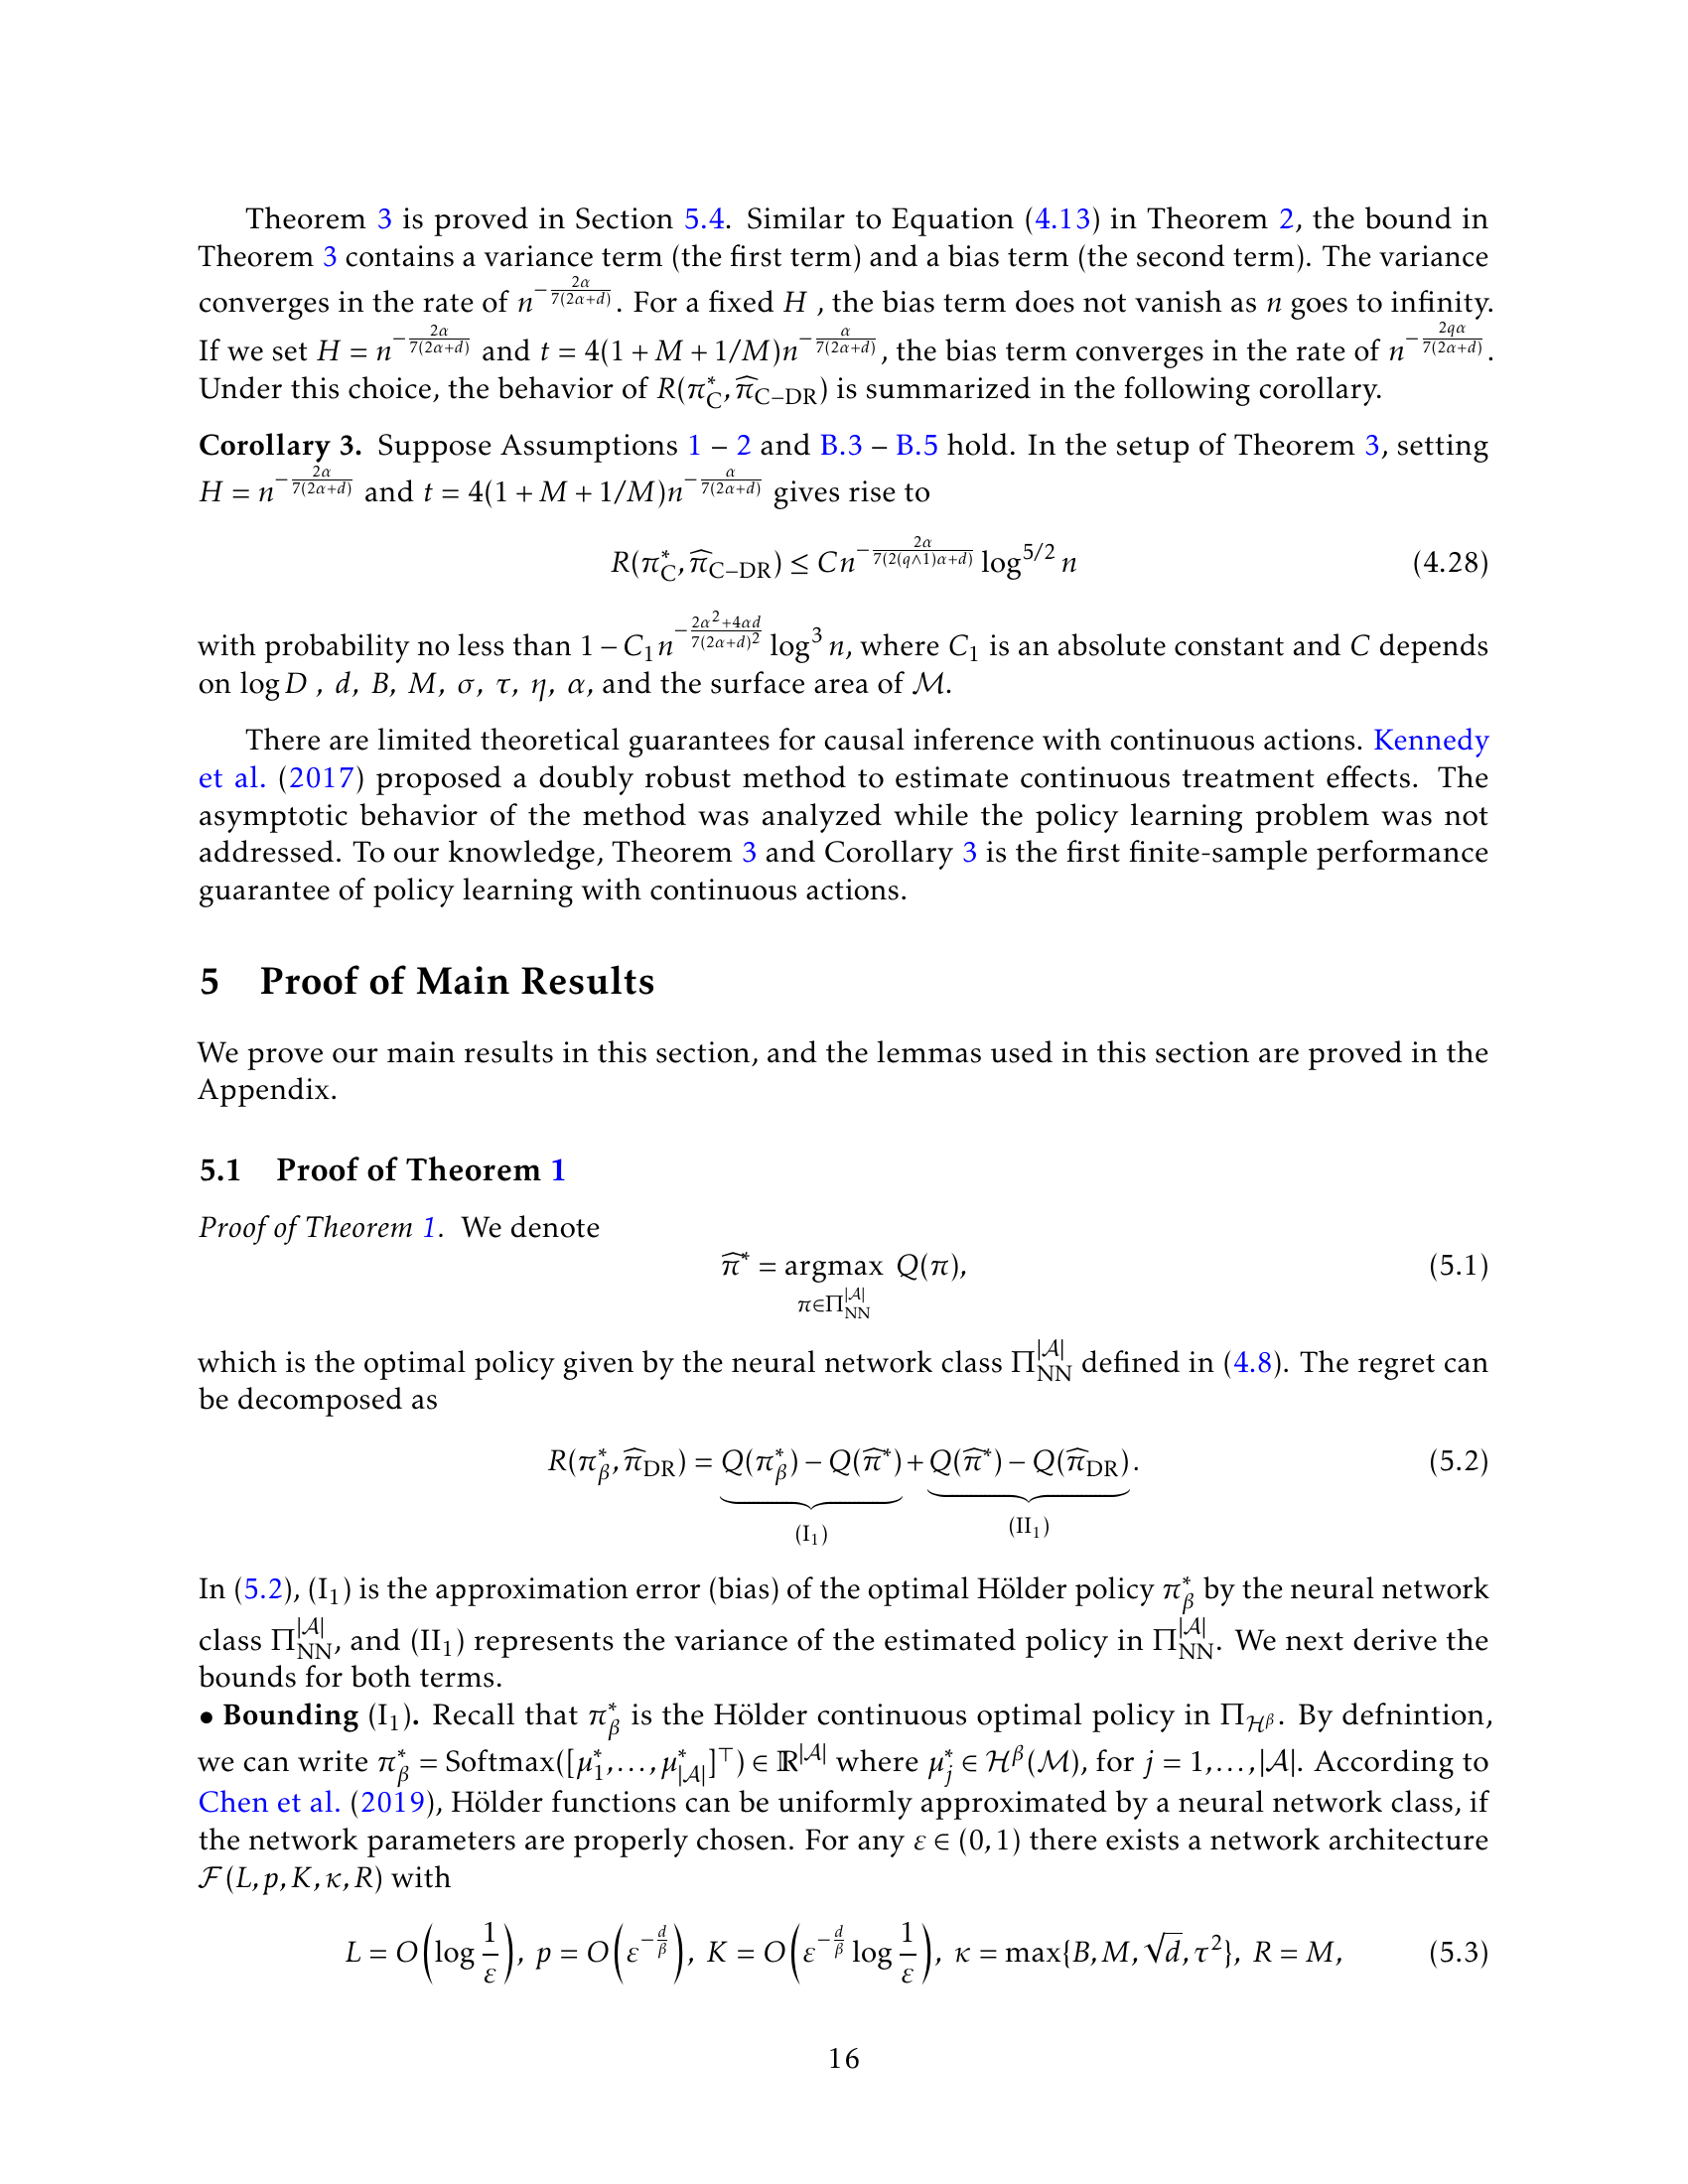 Theorem 3 is proved in Section 5.4. Similar to Equation (4.13) in Theorem 2, the bound in
Theorem 3 contains a variance term (the first term) and a bias term (the second term). The variance
converges in the rate of $n^{-\frac{2\alpha}{7(2\alpha+d)}}$. For a fixed $H$ , the bias term does not vanish as $n$ goes to infinity.
If we set $H = n^{-\frac{2\alpha}{7(2\alpha+d)}}$ and $t = 4(1 + M + 1/M)n^{-\frac{\alpha}{7(2\alpha+d)}}$, the bias term converges in the rate of $n^{-\frac{2q\alpha}{7(2\alpha+d)}}$.
Under this choice, the behavior of $R(\pi^*_{\mathrm{C}}, \widehat{\pi}_{\mathrm{C-DR}})$ is summarized in the following corollary.
Corollary 3. Suppose Assumptions 1 – 2 and B.3 – B.5 hold. In the setup of Theorem 3, setting
$H = n^{-\frac{2\alpha}{7(2\alpha+d)}}$ and $t = 4(1 + M + 1/M)n^{-\frac{\alpha}{7(2\alpha+d)}}$ gives rise to
$R(\pi^*_{\mathrm{C}}, \widehat{\pi}_{\mathrm{C-DR}}) \leq Cn^{-\frac{2\alpha}{7(2(q\wedge 1)\alpha+d)}} \log^{5/2} n$ (4.28)
with probability no less than $1 - C_1 n^{-\frac{2\alpha^2+4\alpha d}{7(2\alpha+d)^2}} \log^3 n$, where $C_1$ is an absolute constant and $C$ depends
on $\log D$ , $d$, $B$, $M$, $\sigma$, $\tau$, $\eta$, $\alpha$, and the surface area of $\mathcal{M}$.
There are limited theoretical guarantees for causal inference with continuous actions. Kennedy
et al. (2017) proposed a doubly robust method to estimate continuous treatment effects. The
asymptotic behavior of the method was analyzed while the policy learning problem was not
addressed. To our knowledge, Theorem 3 and Corollary 3 is the first finite-sample performance
guarantee of policy learning with continuous actions.
5 Proof of Main Results
We prove our main results in this section, and the lemmas used in this section are proved in the
Appendix.
5.1 Proof of Theorem 1
Proof of Theorem 1. We denote
$\widehat{\pi}^* = \underset{\pi \in \Pi_{\mathrm{NN}}^{|\mathcal{A}|}}{\mathrm{argmax}}\ Q(\pi),$ (5.1)
which is the optimal policy given by the neural network class $\Pi_{\mathrm{NN}}^{|\mathcal{A}|}$ defined in (4.8). The regret can
be decomposed as
$R(\pi^*_\beta, \widehat{\pi}_{\mathrm{DR}}) = \underbrace{Q(\pi^*_\beta) - Q(\widehat{\pi}^*)}_{(\mathrm{I}_1)} + \underbrace{Q(\widehat{\pi}^*) - Q(\widehat{\pi}_{\mathrm{DR}})}_{(\mathrm{II}_1)}.$ (5.2)
In (5.2), $(\mathrm{I}_1)$ is the approximation error (bias) of the optimal Hölder policy $\pi^*_\beta$ by the neural network
class $\Pi_{\mathrm{NN}}^{|\mathcal{A}|}$, and $(\mathrm{II}_1)$ represents the variance of the estimated policy in $\Pi_{\mathrm{NN}}^{|\mathcal{A}|}$. We next derive the
bounds for both terms.
• Bounding $(\mathrm{I}_1)$. Recall that $\pi^*_\beta$ is the Hölder continuous optimal policy in $\Pi_{\mathcal{H}^\beta}$. By defnintion,
we can write $\pi^*_\beta = \mathrm{Softmax}([\mu^*_1, \ldots, \mu^*_{|\mathcal{A}|}]^\top) \in \mathbb{R}^{|\mathcal{A}|}$ where $\mu^*_j \in \mathcal{H}^\beta(\mathcal{M})$, for $j = 1, \ldots, |\mathcal{A}|$. According to
Chen et al. (2019), Hölder functions can be uniformly approximated by a neural network class, if
the network parameters are properly chosen. For any $\varepsilon \in (0, 1)$ there exists a network architecture
$\mathcal{F}(L, p, K, \kappa, R)$ with
$L = O\left(\log \frac{1}{\varepsilon}\right),\ p = O\left(\varepsilon^{-\frac{d}{\beta}}\right),\ K = O\left(\varepsilon^{-\frac{d}{\beta}} \log \frac{1}{\varepsilon}\right),\ \kappa = \max\{B, M, \sqrt{d}, \tau^2\},\ R = M,$ (5.3)
16